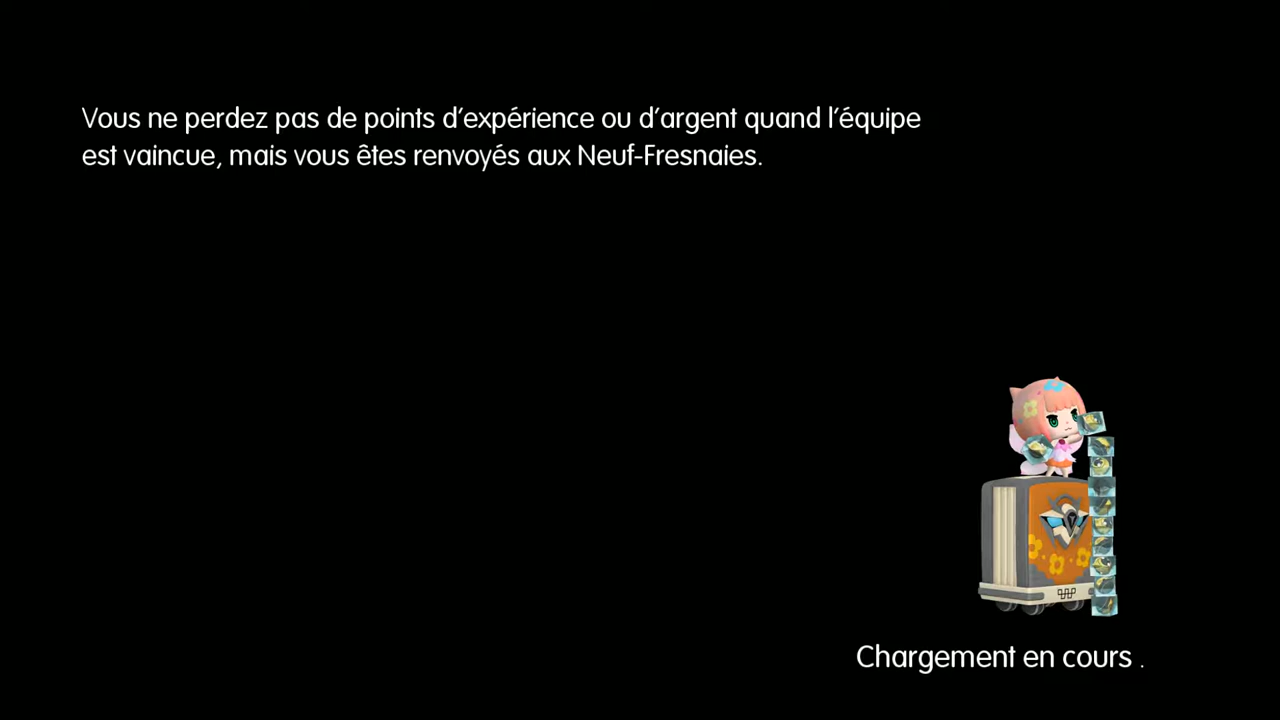 Vous ne perdez pas de points d’expérience ou d’argent quand l’équipe
est vaincue, mais vous êtes renvoyés aux Neuf-Fresnaies.
Chargement en cours .